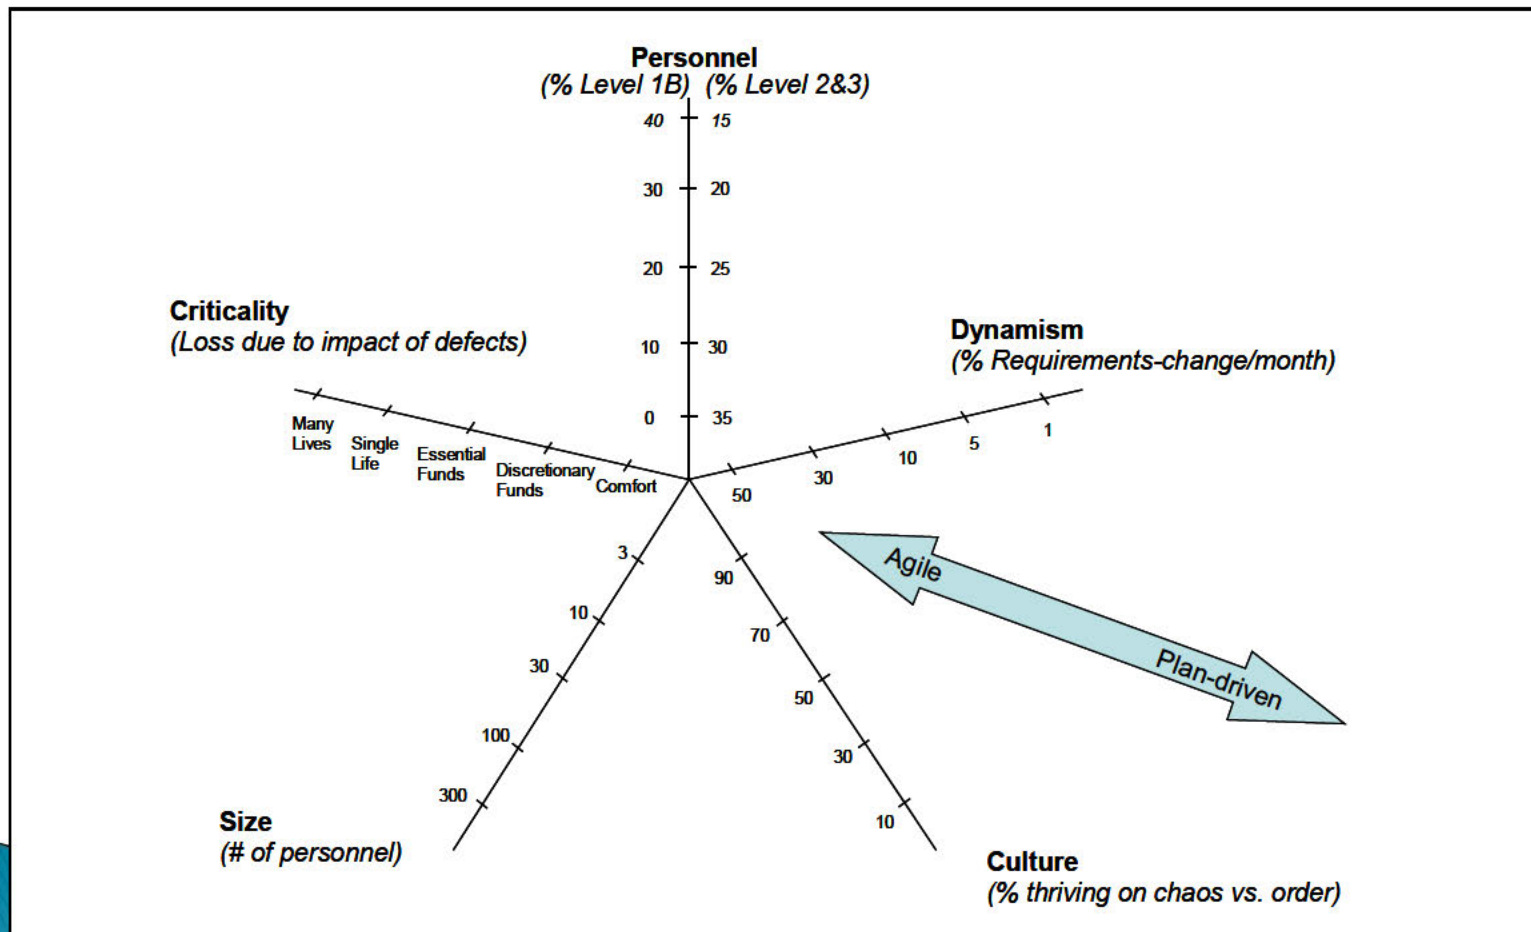 Personnel
(% Level 1B) (% Level 2&3)
40 15
30 20
20 25
10 30
0 35
Criticality
(Loss due to impact of defects)
Many
Lives
Single
Life
Essential
Funds
Discretionary
Funds
Comfort
Dynamism
(% Requirements-change/month)
1
5
10
30
50
Agile
Plan-driven
3
10
30
100
300
Size
(# of personnel)
90
70
50
30
10
Culture
(% thriving on chaos vs. order)